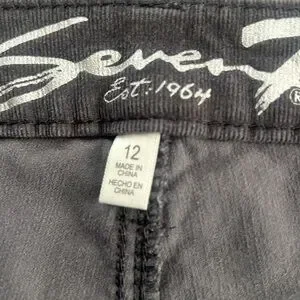 Seven7
Est: 1964
®
12
MADE IN
CHINA
HECHO EN
CHINA